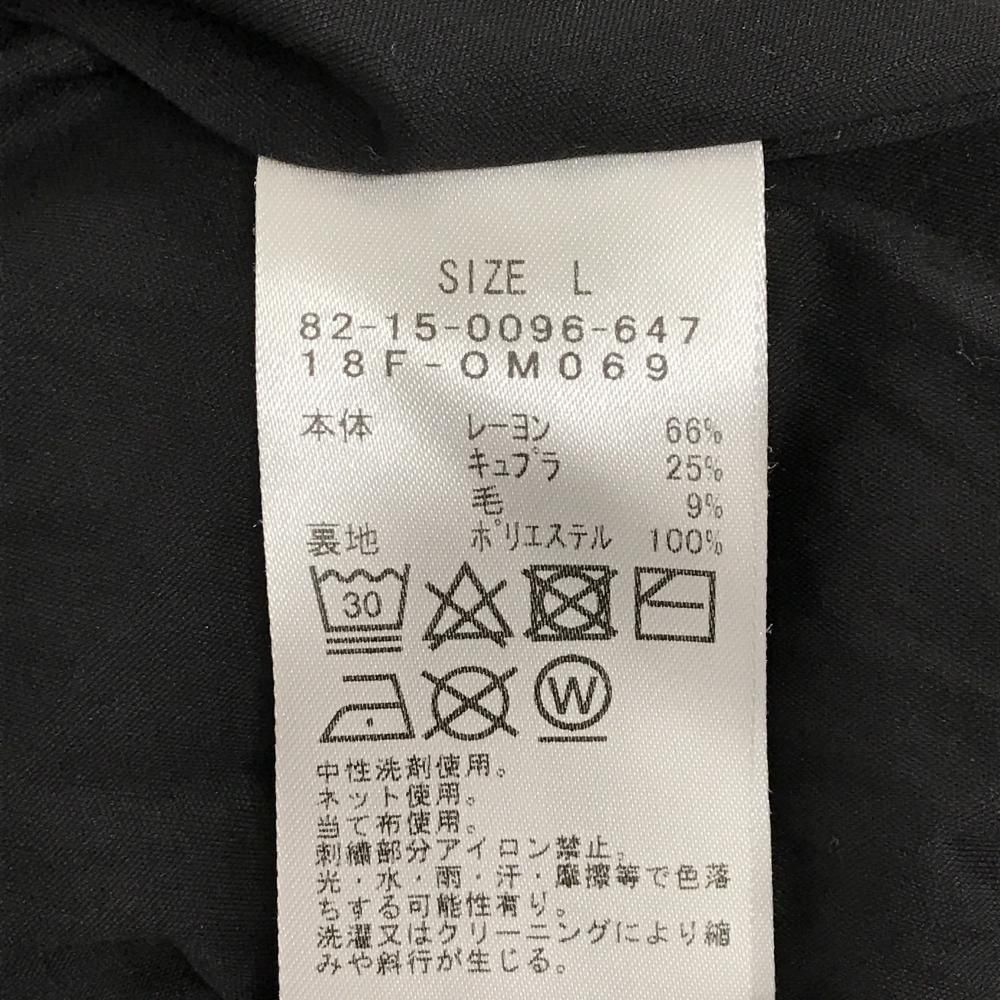 SIZE L
82-15-0096-647
18F-OM069
本体 レーヨン 66%
キュプラ 25%
毛 9%
裏地 ポリエステル 100%
30
W
中性洗剤使用。
ネット使用。
当て布使用。
刺繍部分アイロン禁止。
光・水・雨・汗・摩擦等で色落
ちする可能性有り。
洗濯又はクリーニングにより縮
みや斜行が生じる。